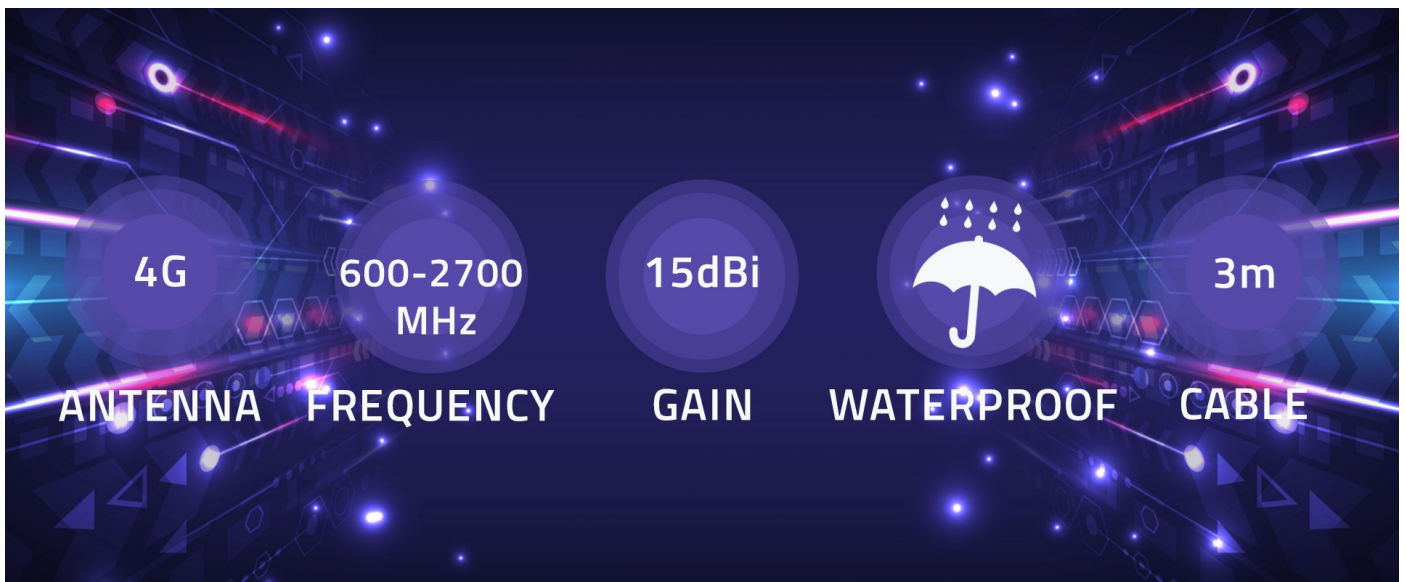 4G
ANTENNA
600-2700
MHz
FREQUENCY
15dBi
GAIN
WATERPROOF
3m
CABLE